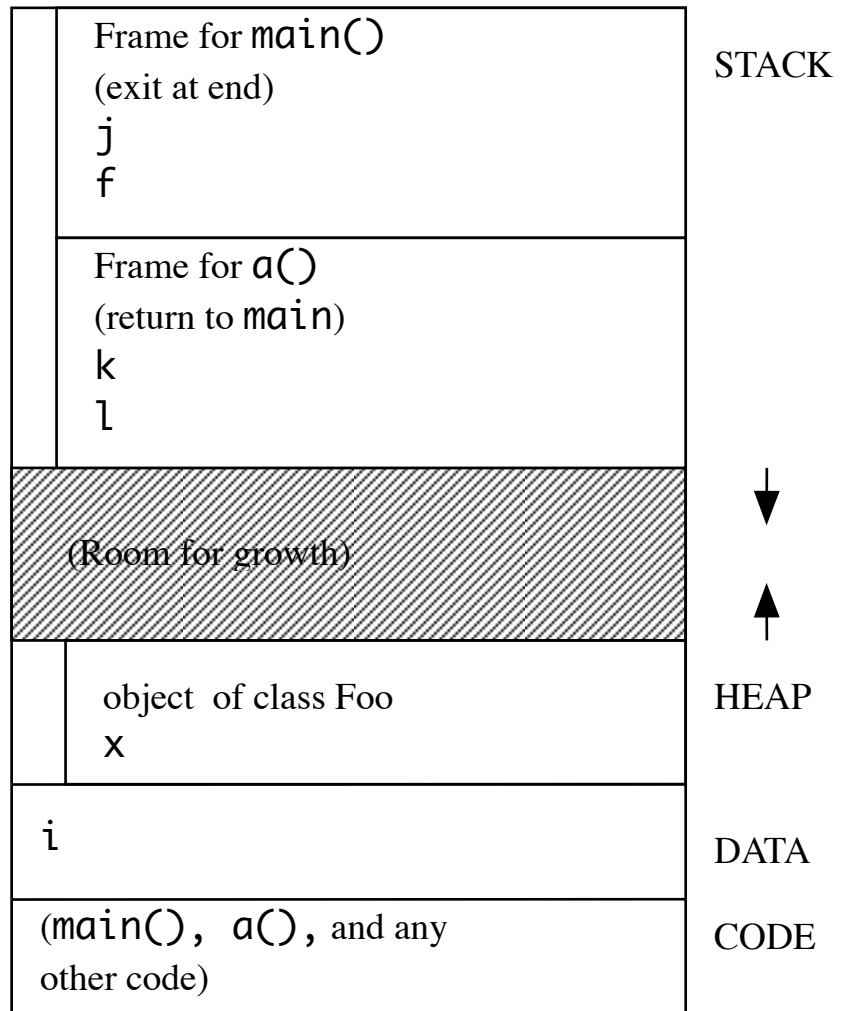 Frame for main()
(exit at end)
j
f
STACK
Frame for a()
(return to main)
k
l
(Room for growth)
object of class Foo
x
HEAP
i
DATA
(main(), a(), and any
other code)
CODE